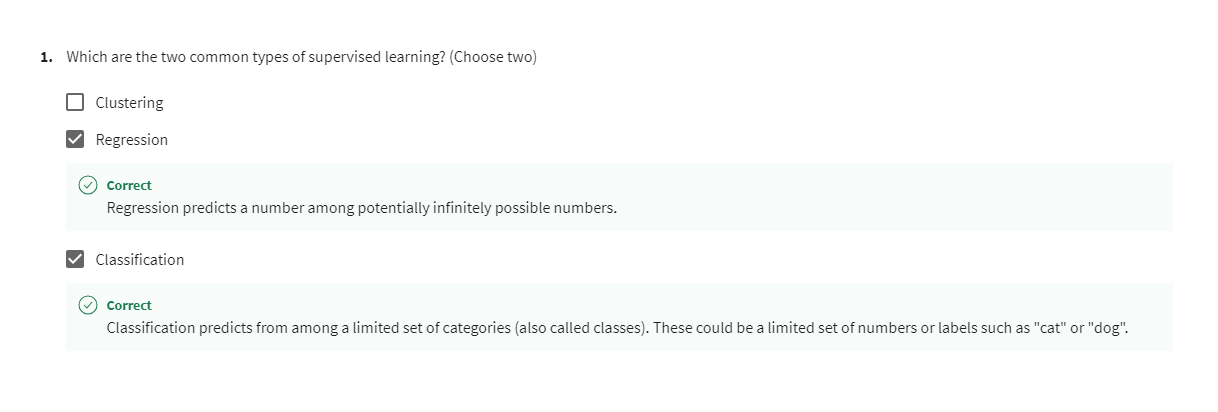 1. Which are the two common types of supervised learning? (Choose two)
Clustering
Regression
Correct
Regression predicts a number among potentially infinitely possible numbers.
Classification
Correct
Classification predicts from among a limited set of categories (also called classes). These could be a limited set of numbers or labels such as "cat" or "dog".